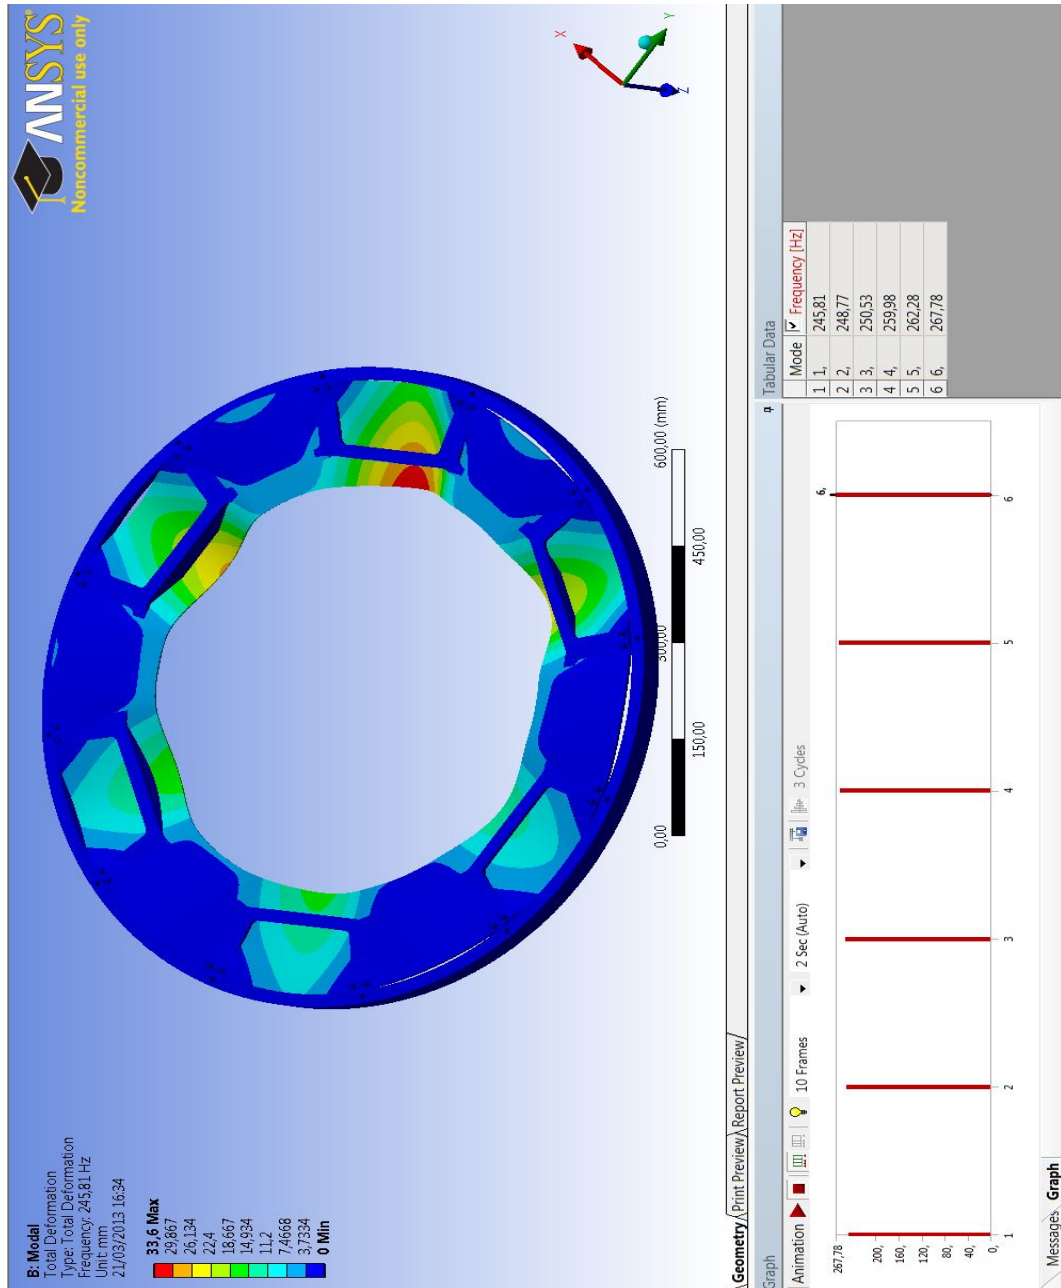 B: Modal
Total Deformation
Type: Total Deformation
Frequency: 245,81 Hz
Unit: mm
21/03/2013 16:34
33,6 Max
29,867
26,134
22,4
18,667
14,934
11,2
7,4668
3,7334
0 Min
ANSYS
Noncommercial use only
X
Y
Z
0,00
150,00
300,00
450,00
600,00 (mm)
Geometry Print Preview Report Preview
Graph
Animation 10 Frames 2 Sec (Auto) 3 Cycles
6,
267,78
200,
160,
120,
80,
40,
0,
1 2 3 4 5 6
Messages Graph
Tabular Data
Mode Frequency [Hz]
1 1, 245,81
2 2, 248,77
3 3, 250,53
4 4, 259,98
5 5, 262,28
6 6, 267,78